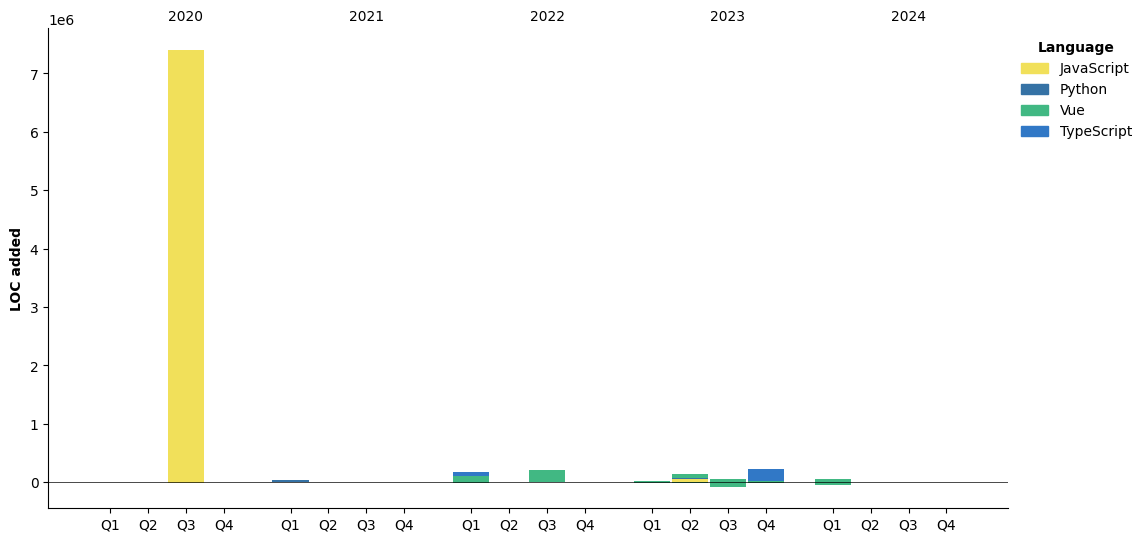 1e6
2020 2021 2022 2023 2024
Language
JavaScript
Python
Vue
TypeScript
LOC added
7
6
5
4
3
2
1
0
Q1 Q2 Q3 Q4 Q1 Q2 Q3 Q4 Q1 Q2 Q3 Q4 Q1 Q2 Q3 Q4 Q1 Q2 Q3 Q4